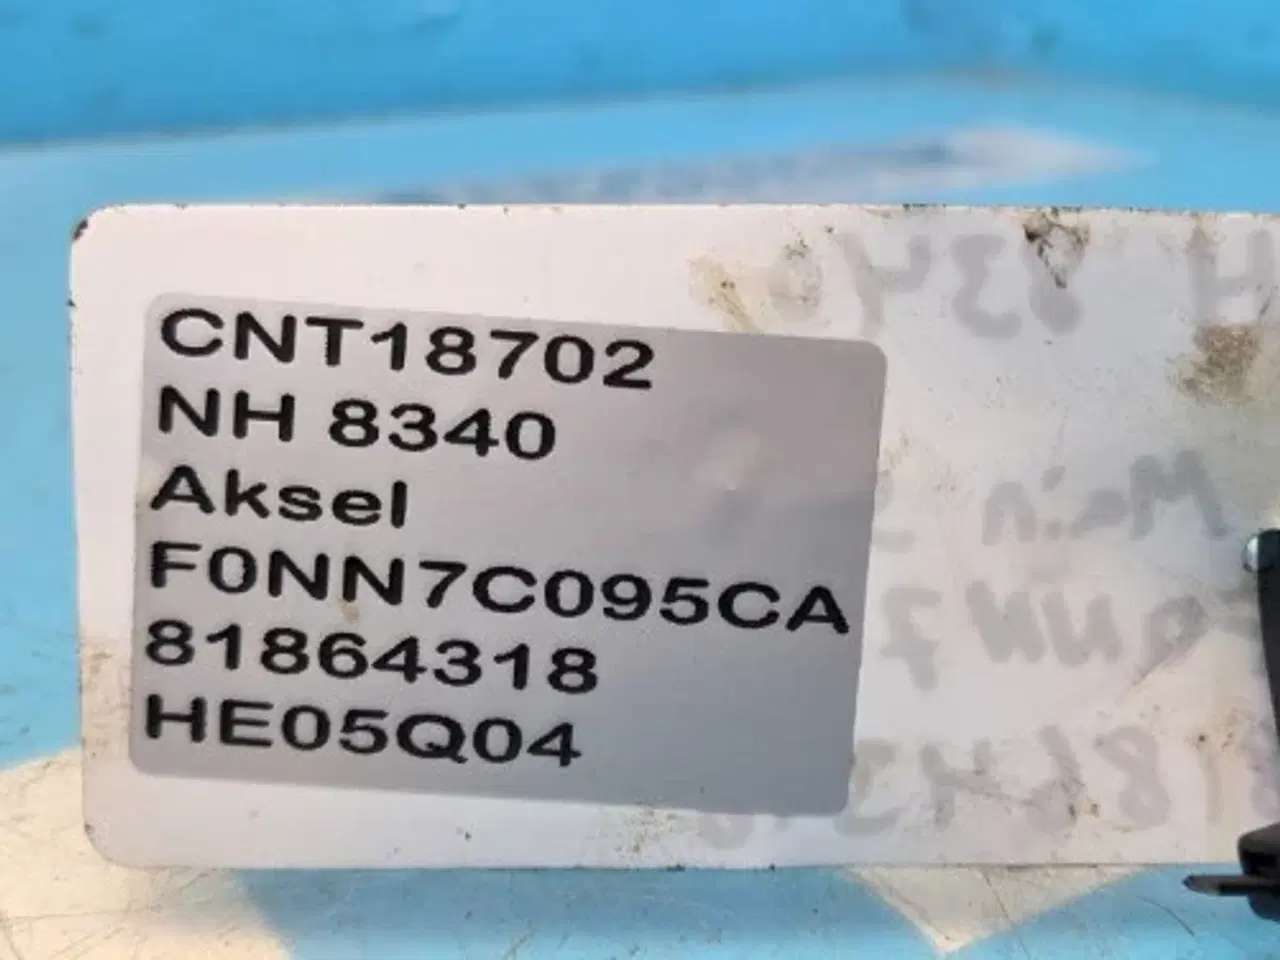 CNT18702
NH 8340
Aksel
F0NN7C095CA
81864318
HE05Q04